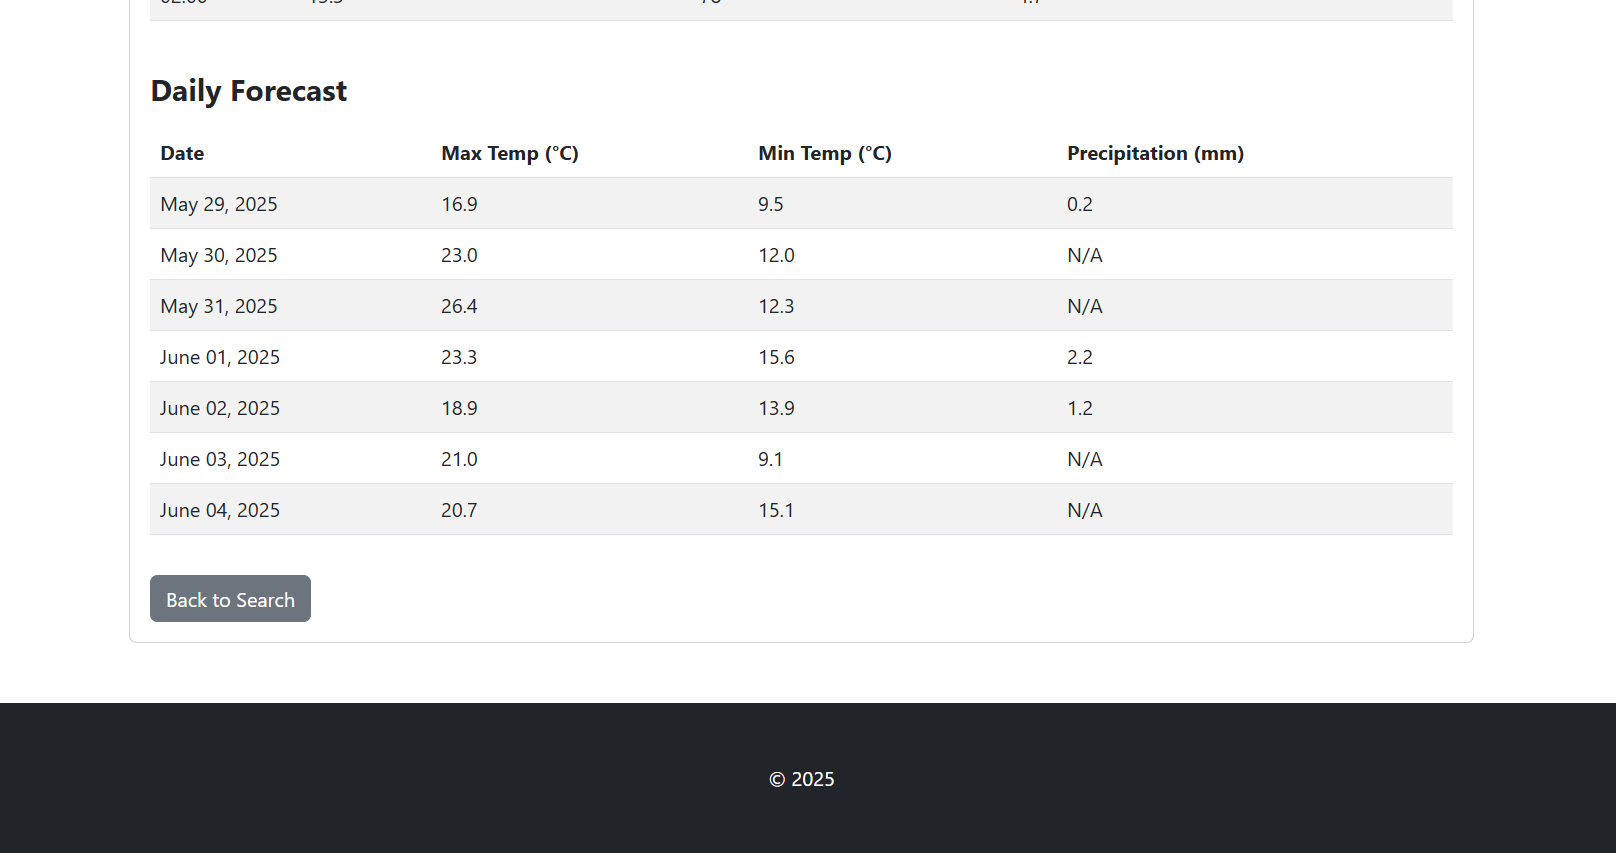 Daily Forecast
Date Max Temp (°C) Min Temp (°C) Precipitation (mm)
May 29, 2025 16.9 9.5 0.2
May 30, 2025 23.0 12.0 N/A
May 31, 2025 26.4 12.3 N/A
June 01, 2025 23.3 15.6 2.2
June 02, 2025 18.9 13.9 1.2
June 03, 2025 21.0 9.1 N/A
June 04, 2025 20.7 15.1 N/A
Back to Search
© 2025